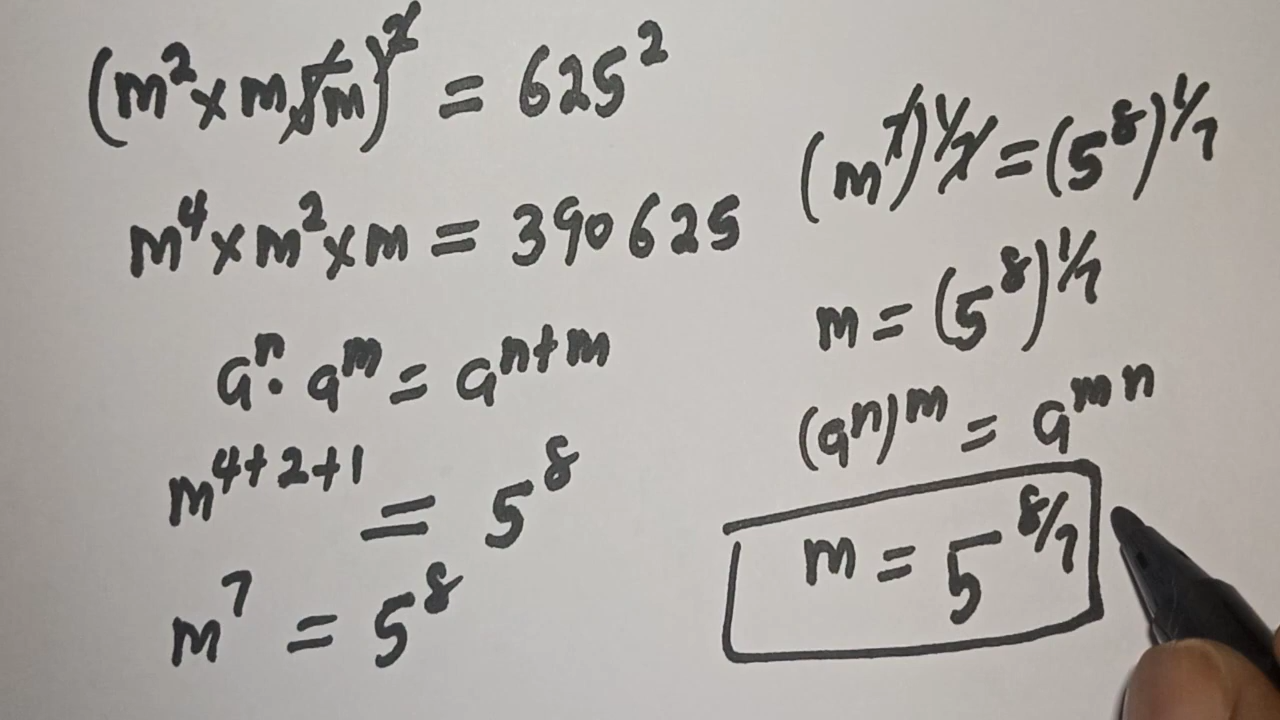 (m² × m√m)² = 625²
m⁴ × m² × m = 390625
aⁿ · aᵐ = aⁿ⁺ᵐ
m⁴⁺²⁺¹ = 5⁸
m⁷ = 5⁸
(m⁷)^1/7 = (5⁸)^1/7
m = (5⁸)^1/7
(aⁿ)ᵐ = aᵐⁿ
m = 5^8/7